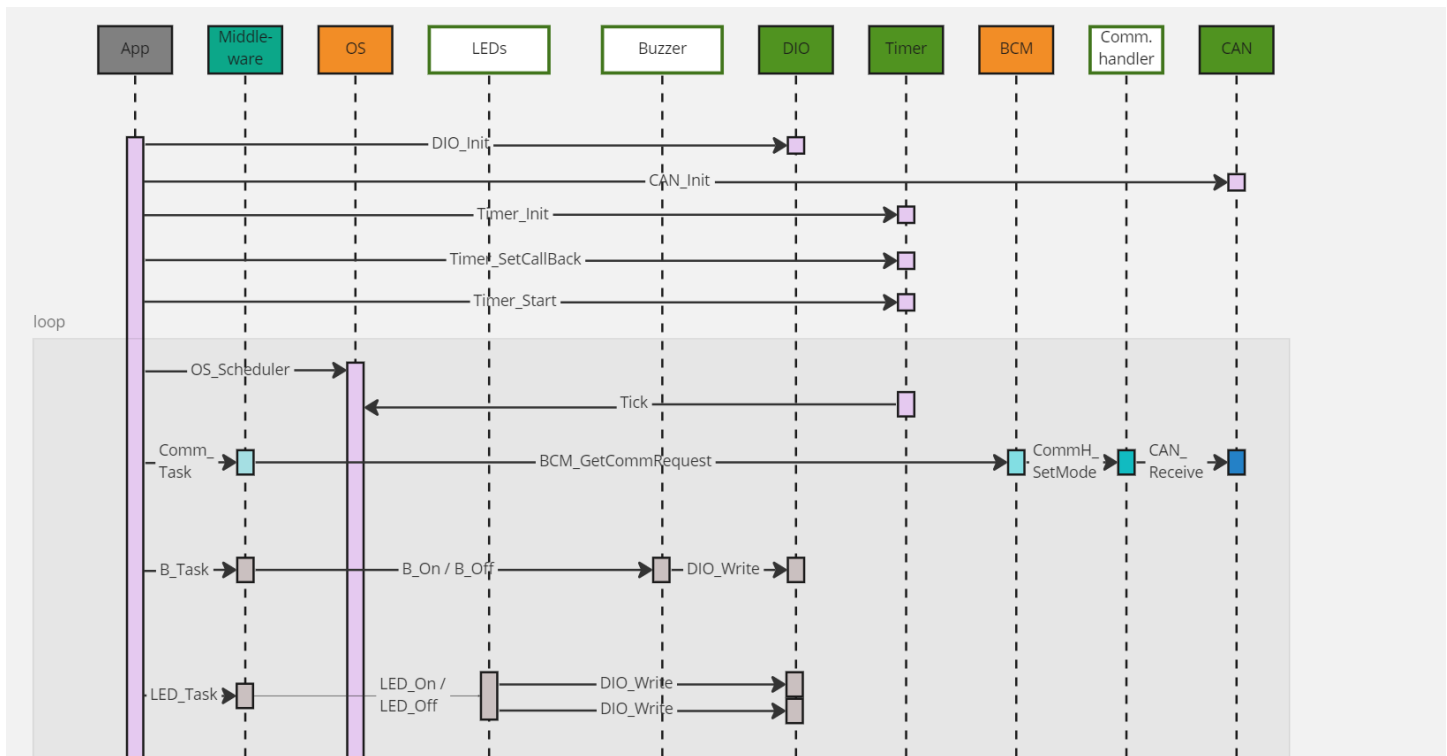 App
Middle-
ware
OS
LEDs
Buzzer
DIO
Timer
BCM
Comm.
handler
CAN
DIO_Init
CAN_Init
Timer_Init
Timer_SetCallBack
Timer_Start
loop
OS_Scheduler
Tick
Comm_
Task
BCM_GetCommRequest
CommH_
SetMode
CAN_
Receive
B_Task
B_On / B_Off
DIO_Write
LED_Task
LED_On /
LED_Off
DIO_Write
DIO_Write